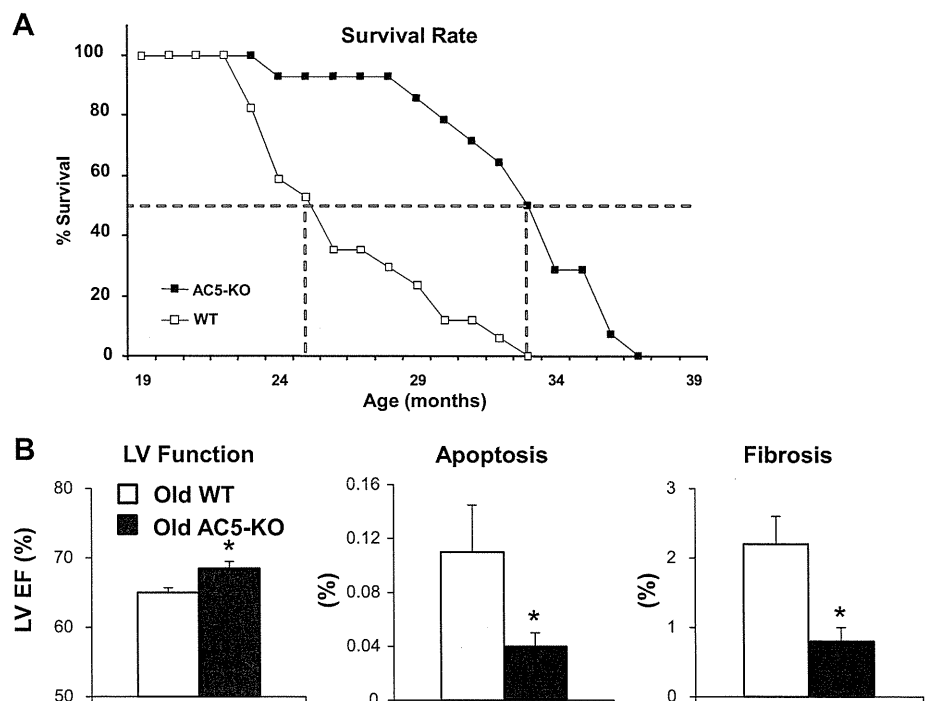 A
Survival Rate
100
80
60
40
20
0
% Survival
AC5-KO
WT
19 24 29 34 39
Age (months)
B
LV Function
80
70
60
50
LV EF (%)
Old WT
Old AC5-KO
*
Apoptosis
0.16
0.12
0.08
0.04
0
(%)
*
Fibrosis
3
2
1
0
(%)
*